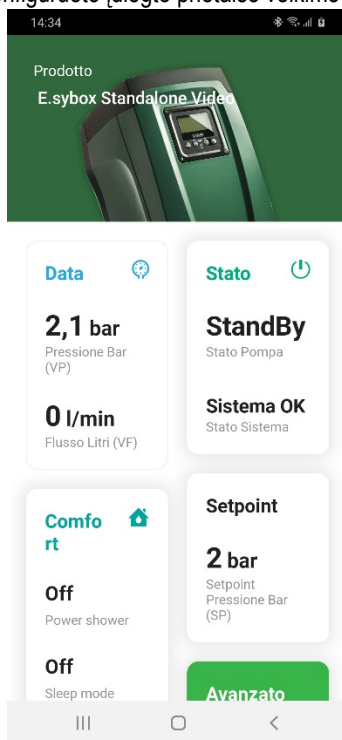 14:34
Prodotto
E.sybox Standalone Video
Data
2,1 bar
Pressione Bar
(VP)
0 l/min
Flusso Litri (VF)
Stato
StandBy
Stato Pompa
Sistema OK
Stato Sistema
Comfo
rt
Off
Power shower
Off
Sleep mode
Setpoint
2 bar
Setpoint
Pressione Bar
(SP)
Avanzato